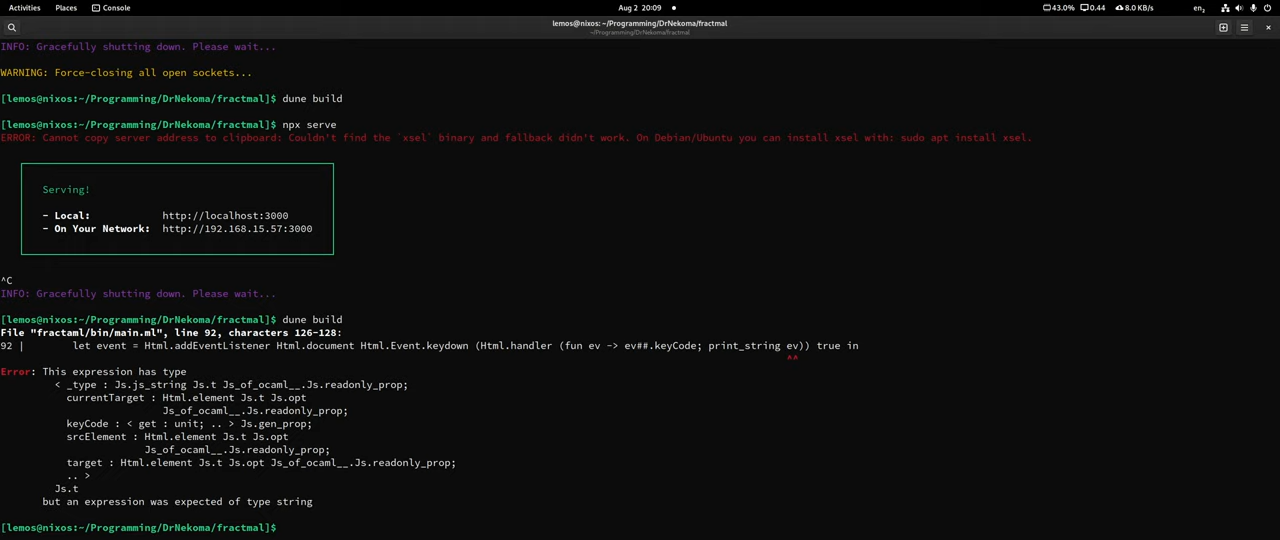 Activities Places Console Aug 2 20:09 43.0% 0.44 8.0 KB/s en₂
lemos@nixos: ~/Programming/DrNekoma/fractmal
~/Programming/DrNekoma/fractmal
INFO: Gracefully shutting down. Please wait...
WARNING: Force-closing all open sockets...
[lemos@nixos:~/Programming/DrNekoma/fractmal]$ dune build
[lemos@nixos:~/Programming/DrNekoma/fractmal]$ npx serve
ERROR: Cannot copy server address to clipboard: Couldn't find the `xsel` binary and fallback didn't work. On Debian/Ubuntu you can install xsel with: sudo apt install xsel.
Serving!
- Local: http://localhost:3000
- On Your Network: http://192.168.15.57:3000
^C
INFO: Gracefully shutting down. Please wait...
[lemos@nixos:~/Programming/DrNekoma/fractmal]$ dune build
File "fractaml/bin/main.ml", line 92, characters 126-128:
92 | let event = Html.addEventListener Html.document Html.Event.keydown (Html.handler (fun ev -> ev##.keyCode; print_string ev)) true in
^^
Error: This expression has type
< _type : Js.js_string Js.t Js_of_ocaml__.Js.readonly_prop;
currentTarget : Html.element Js.t Js.opt
Js_of_ocaml__.Js.readonly_prop;
keyCode : < get : unit; .. > Js.gen_prop;
srcElement : Html.element Js.t Js.opt
Js_of_ocaml__.Js.readonly_prop;
target : Html.element Js.t Js.opt Js_of_ocaml__.Js.readonly_prop;
.. >
Js.t
but an expression was expected of type string
[lemos@nixos:~/Programming/DrNekoma/fractmal]$